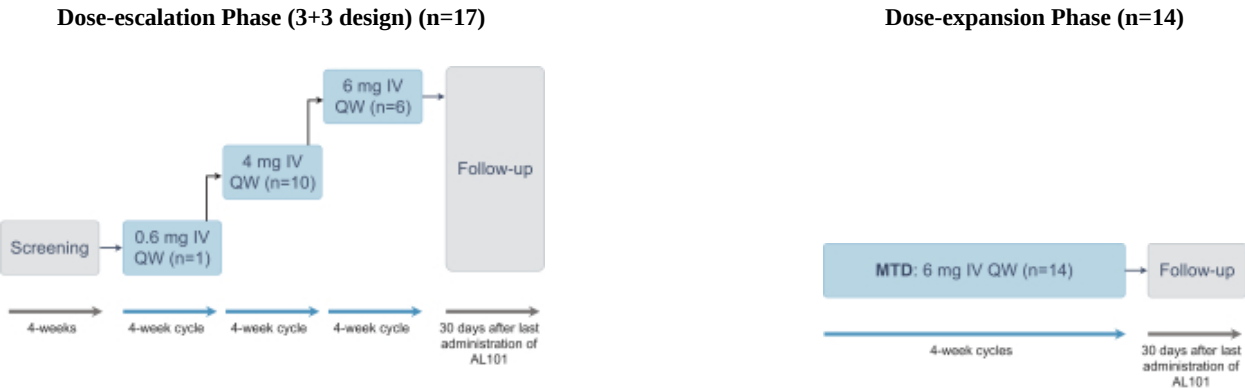 Dose-escalation Phase (3+3 design) (n=17)
6 mg IV
QW (n=6)
4 mg IV
QW (n=10)
Follow-up
Screening
0.6 mg IV
QW (n=1)
4-weeks
4-week cycle
4-week cycle
4-week cycle
30 days after last
administration of
AL101
Dose-expansion Phase (n=14)
MTD: 6 mg IV QW (n=14)
Follow-up
4-week cycles
30 days after last
administration of
AL101